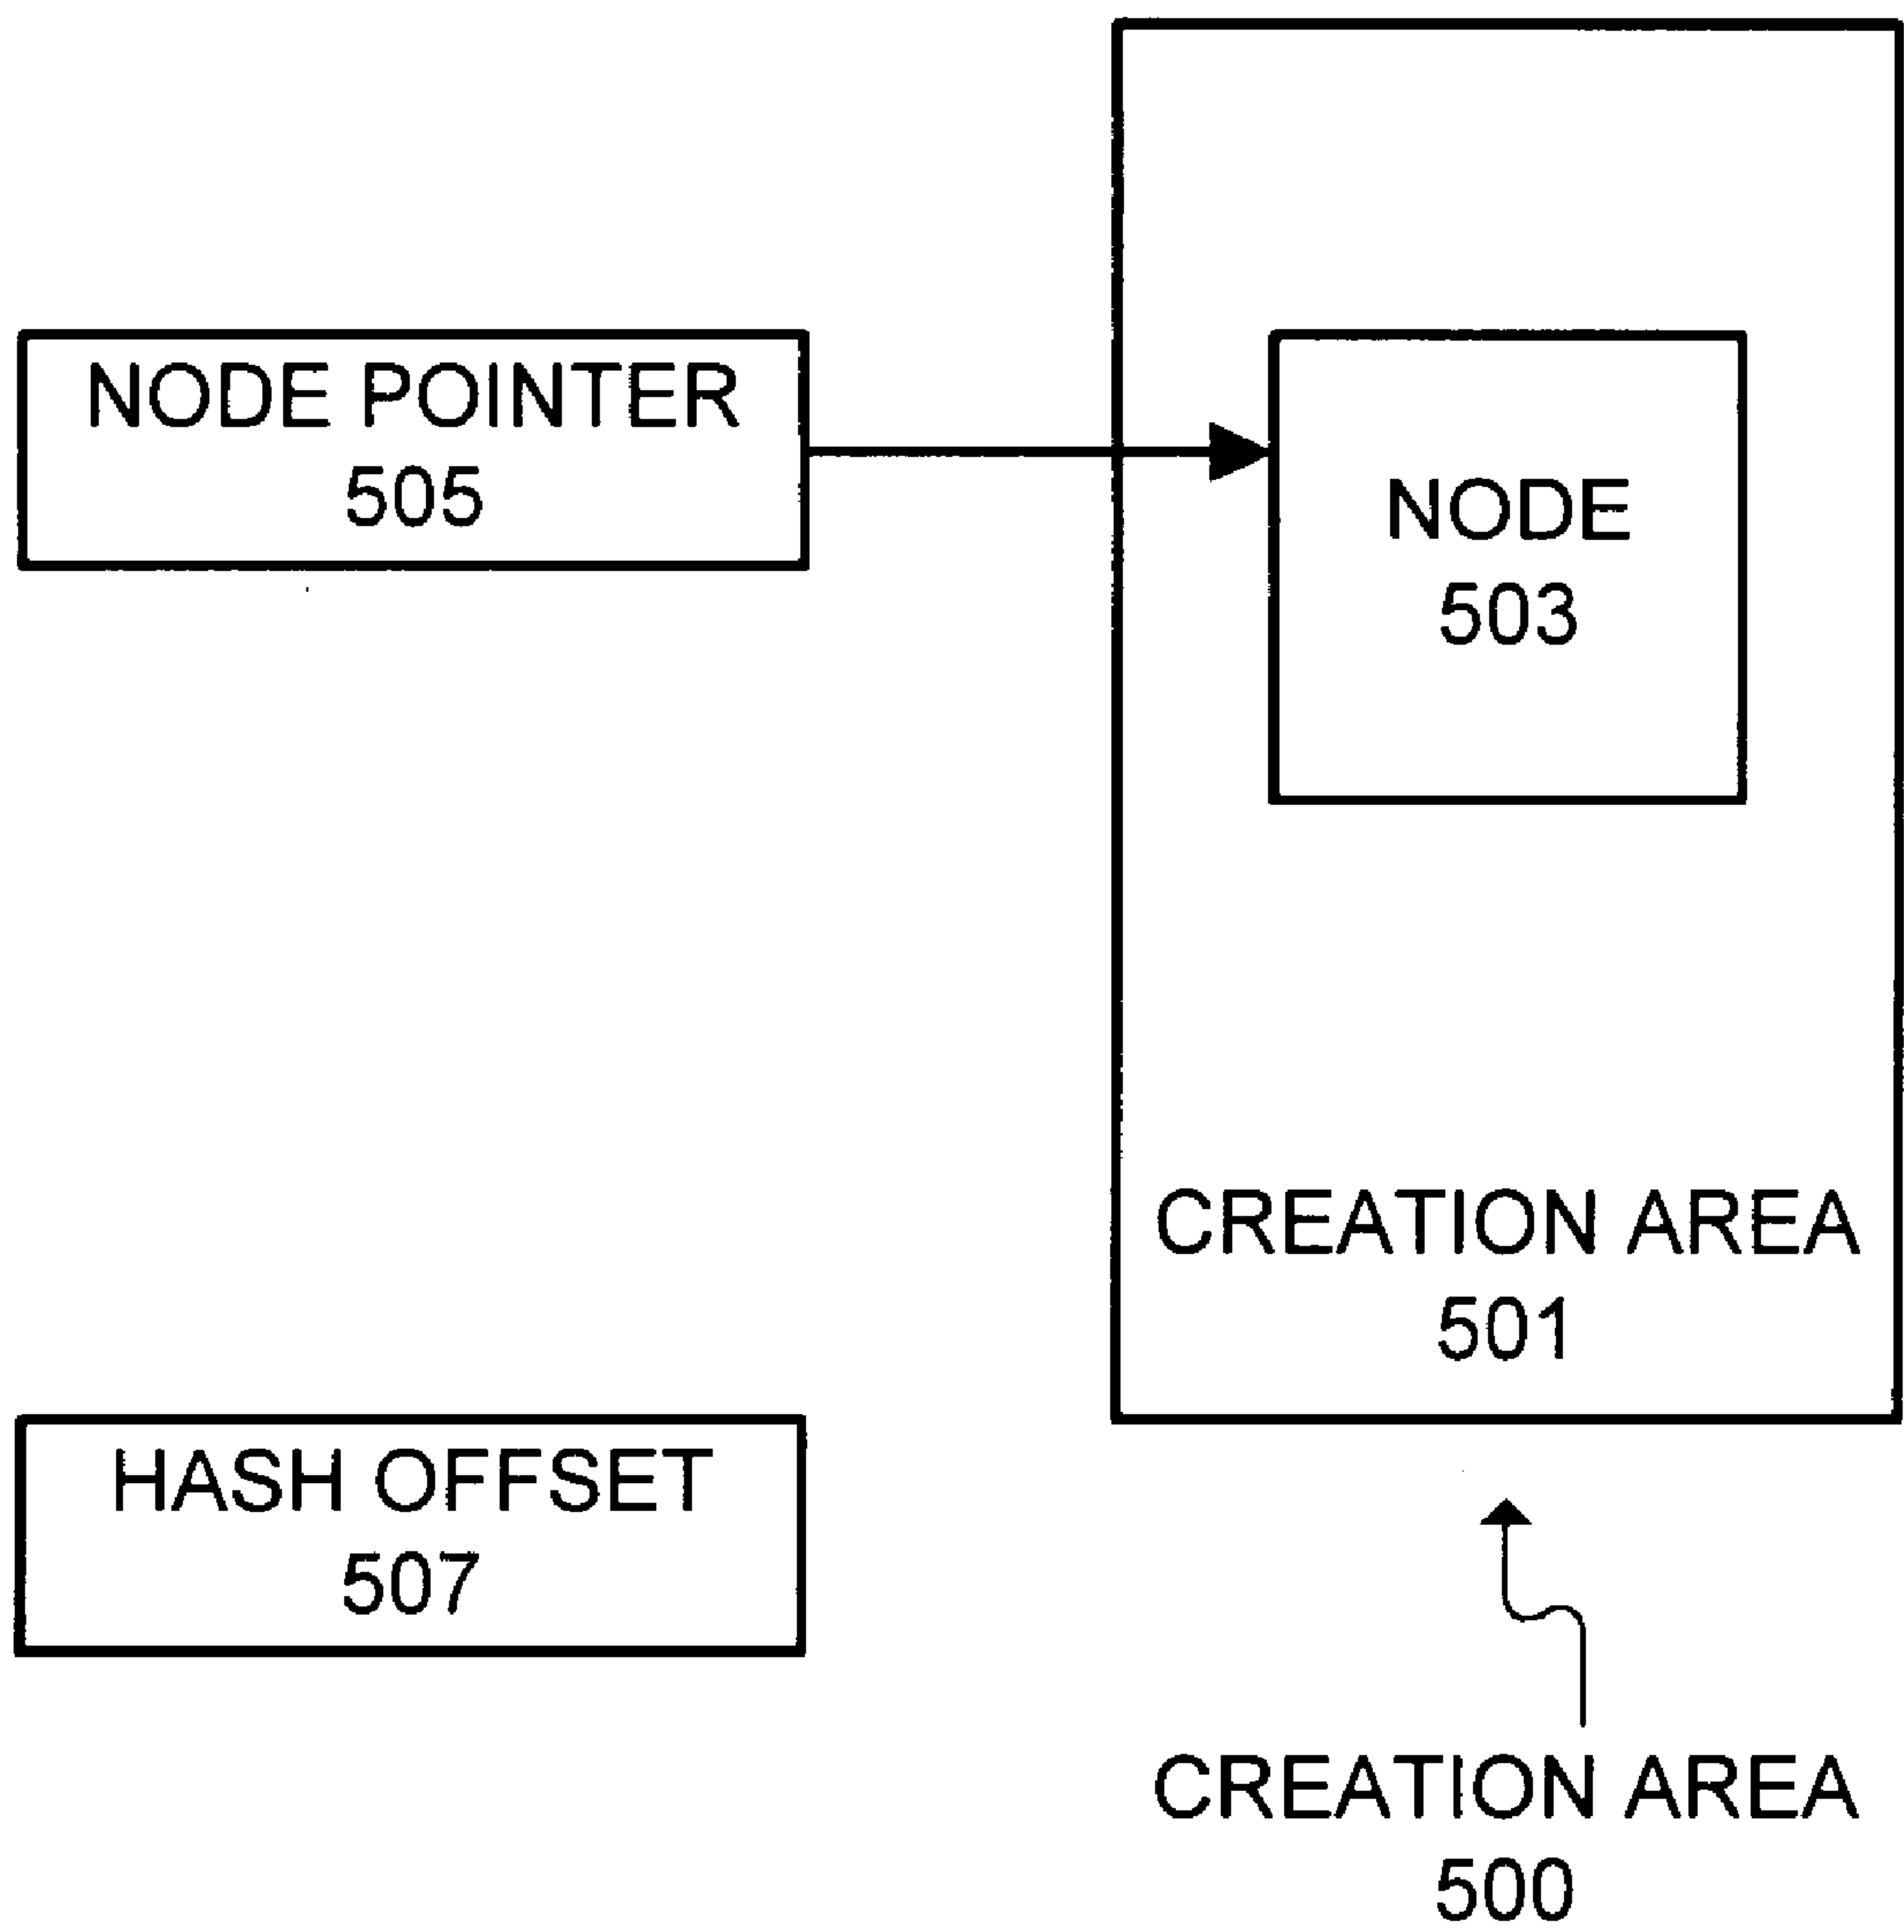 NODE POINTER
505
NODE
503
CREATION AREA
501
HASH OFFSET
507
CREATION AREA
500